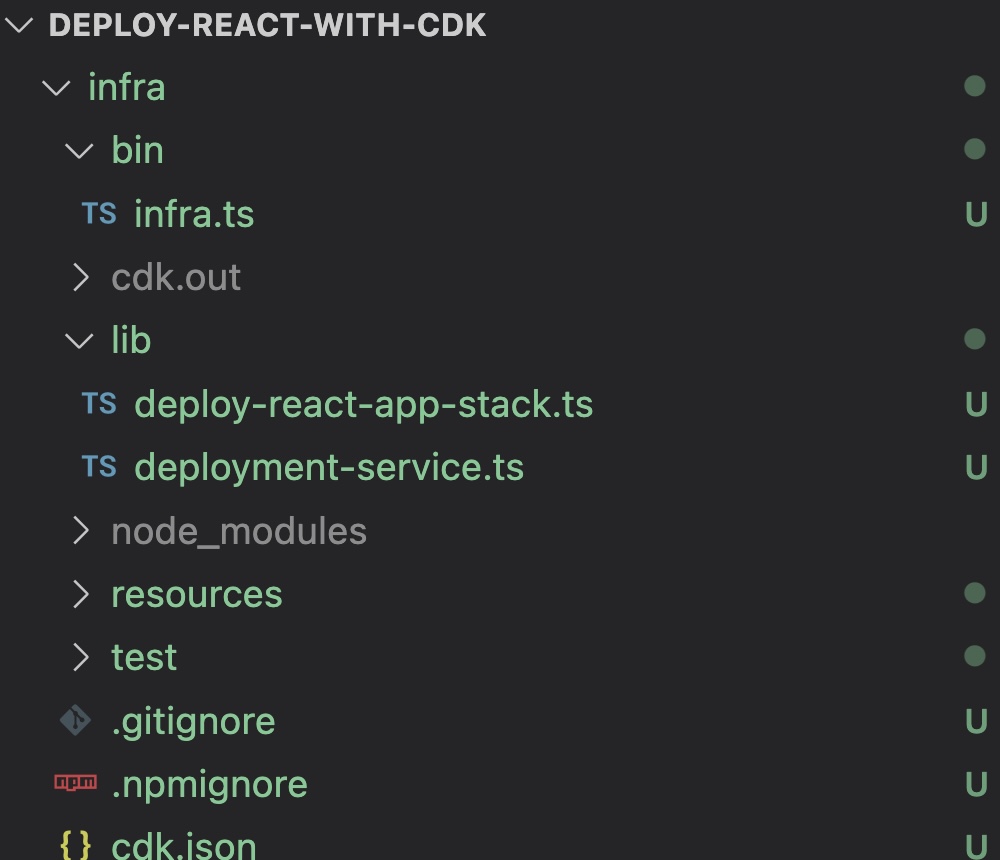 DEPLOY-REACT-WITH-CDK
infra
bin
TS infra.ts U
cdk.out
lib
TS deploy-react-app-stack.ts U
TS deployment-service.ts U
node_modules
resources
test
.gitignore U
npm .npmignore U
{} cdk.json U